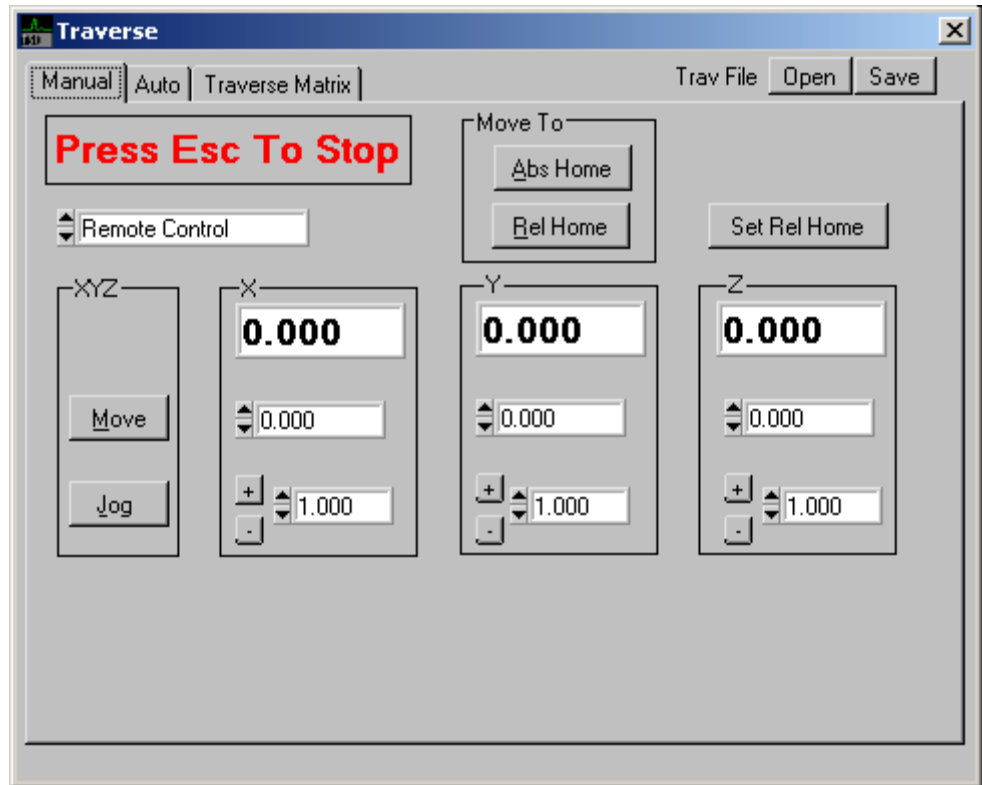 Traverse
Manual Auto Traverse Matrix Trav File Open Save
Press Esc To Stop
Move To
Abs Home
Remote Control Rel Home Set Rel Home
XYZ X Y Z
0.000 0.000 0.000
Move 0.000 0.000 0.000
Jog + 1.000 + 1.000 + 1.000
- - -